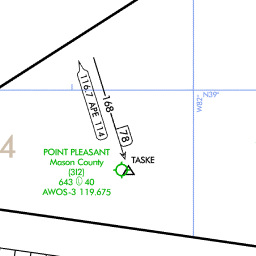 116.7 APE 114
168
78
N39°
W82°
4
TASKE
POINT PLEASANT
Mason County
(3I2)
643 Ⓛ 40
AWOS-3 119.675